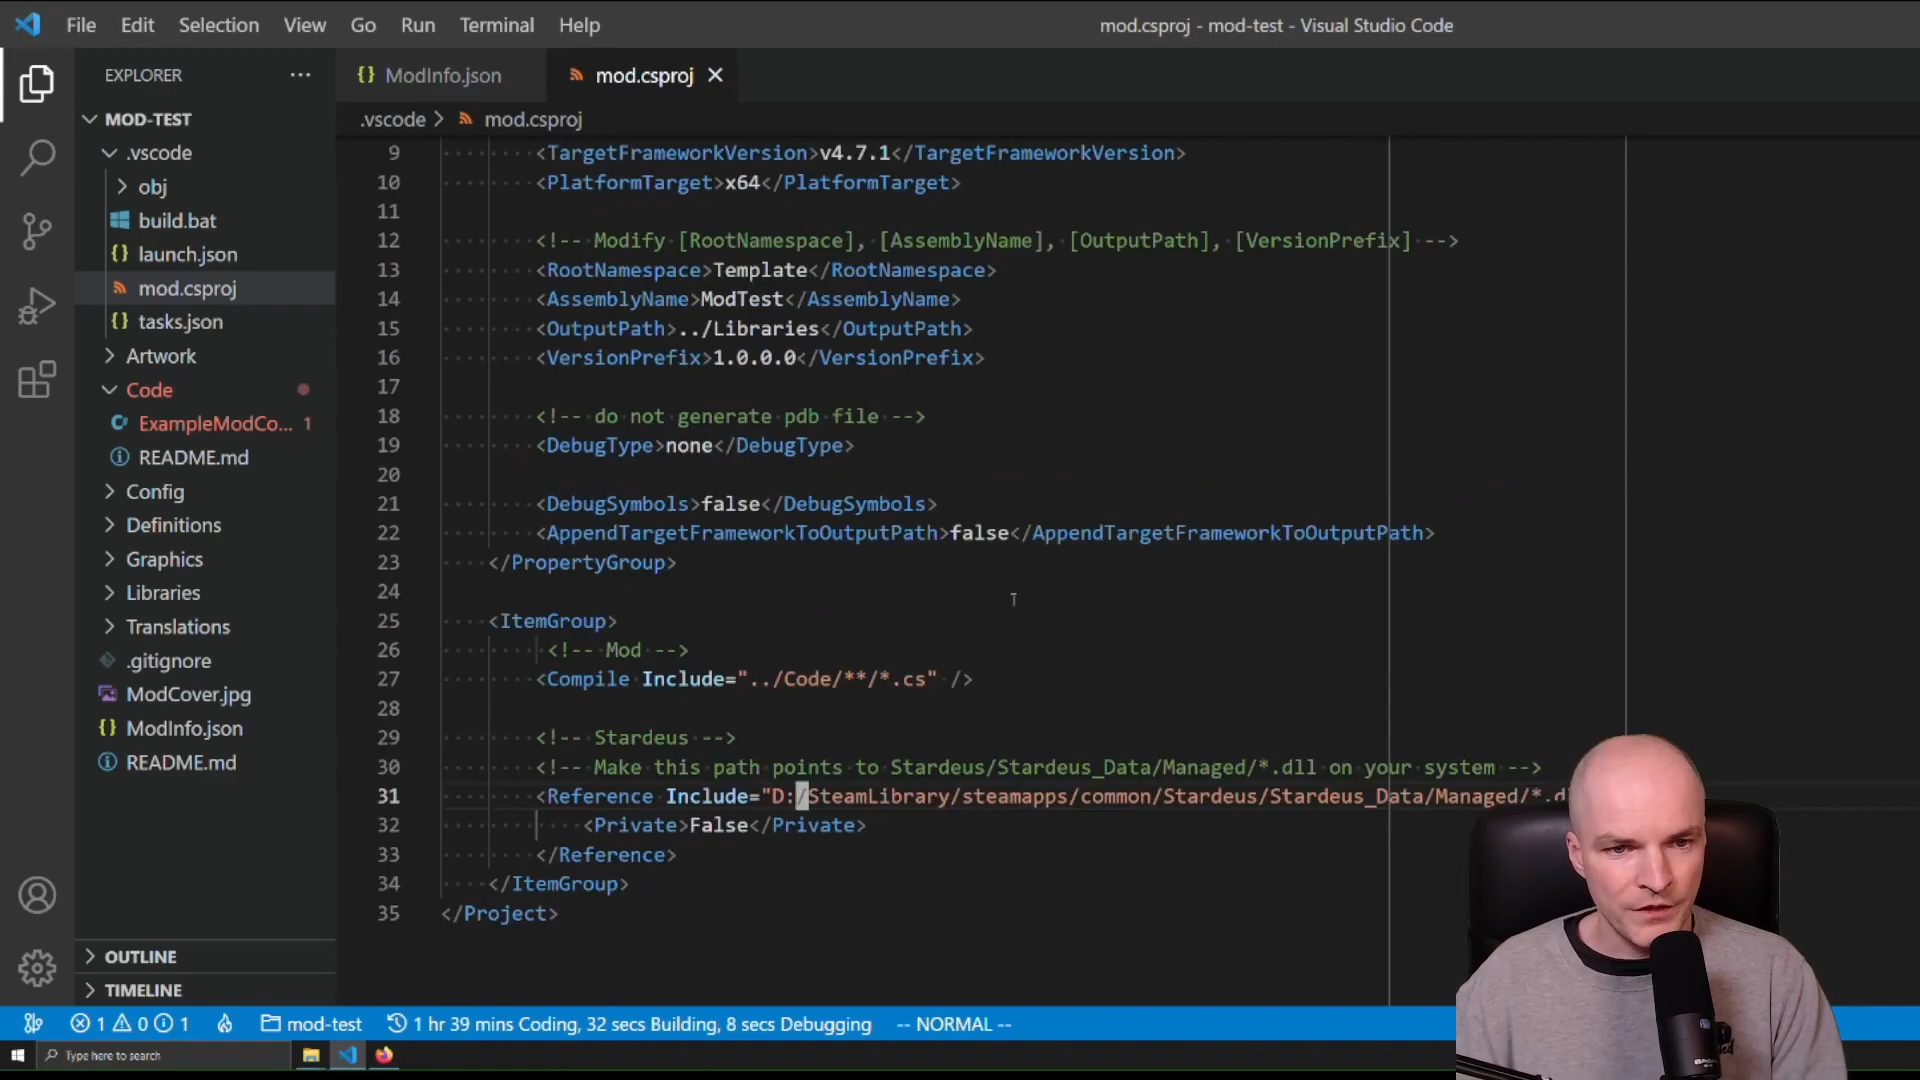 File Edit Selection View Go Run Terminal Help
mod.csproj - mod-test - Visual Studio Code
EXPLORER ···
MOD-TEST
.vscode
obj
build.bat
launch.json
mod.csproj
tasks.json
Artwork
Code
ExampleModCo... 1
README.md
Config
Definitions
Graphics
Libraries
Translations
.gitignore
ModCover.jpg
ModInfo.json
README.md
OUTLINE
TIMELINE
{} ModInfo.json
mod.csproj ×
.vscode > mod.csproj
9 <TargetFrameworkVersion>v4.7.1</TargetFrameworkVersion>
10 <PlatformTarget>x64</PlatformTarget>
11
12 <!-- Modify [RootNamespace], [AssemblyName], [OutputPath], [VersionPrefix] -->
13 <RootNamespace>Template</RootNamespace>
14 <AssemblyName>ModTest</AssemblyName>
15 <OutputPath>../Libraries</OutputPath>
16 <VersionPrefix>1.0.0.0</VersionPrefix>
17
18 <!-- do not generate pdb file -->
19 <DebugType>none</DebugType>
20
21 <DebugSymbols>false</DebugSymbols>
22 <AppendTargetFrameworkToOutputPath>false</AppendTargetFrameworkToOutputPath>
23 </PropertyGroup>
24
25 <ItemGroup>
26 <!-- Mod -->
27 <Compile Include="../Code/**/*.cs" />
28
29 <!-- Stardeus -->
30 <!-- Make this path points to Stardeus/Stardeus_Data/Managed/*.dll on your system -->
31 <Reference Include="D:/SteamLibrary/steamapps/common/Stardeus/Stardeus_Data/Managed/*.d
32 <Private>False</Private>
33 </Reference>
34 </ItemGroup>
35 </Project>
1 0 1 mod-test 1 hr 39 mins Coding, 32 secs Building, 8 secs Debugging -- NORMAL --
Type here to search